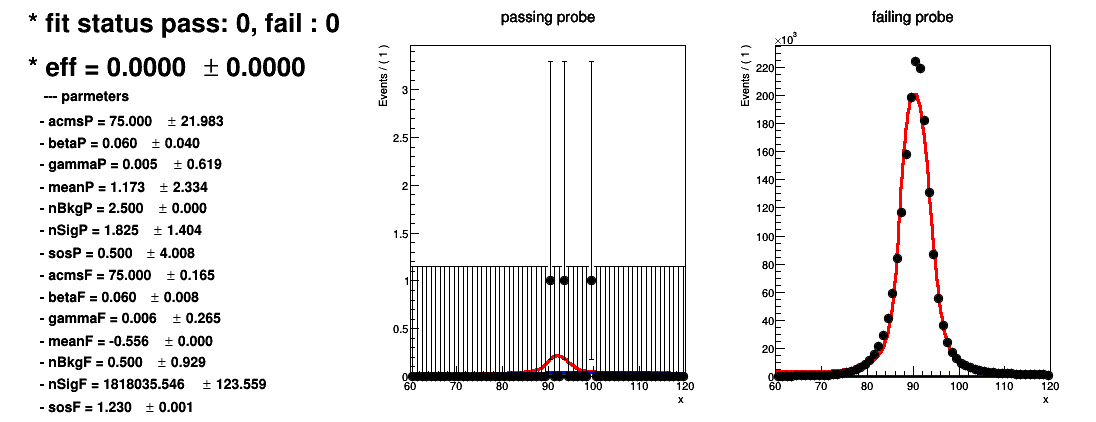 * fit status pass: 0, fail : 0
* eff = 0.0000 ± 0.0000
--- parmeters
- acmsP = 75.000 ± 21.983
- betaP = 0.060 ± 0.040
- gammaP = 0.005 ± 0.619
- meanP = 1.173 ± 2.334
- nBkgP = 2.500 ± 0.000
- nSigP = 1.825 ± 1.404
- sosP = 0.500 ± 4.008
- acmsF = 75.000 ± 0.165
- betaF = 0.060 ± 0.008
- gammaF = 0.006 ± 0.265
- meanF = -0.556 ± 0.000
- nBkgF = 0.500 ± 0.929
- nSigF = 1818035.546 ± 123.559
- sosF = 1.230 ± 0.001
passing probe
Events / ( 1 )
3
2.5
2
1.5
1
0.5
0
60 70 80 90 100 110 120
x
failing probe
×10³
Events / ( 1 )
220
200
180
160
140
120
100
80
60
40
20
0
60 70 80 90 100 110 120
x